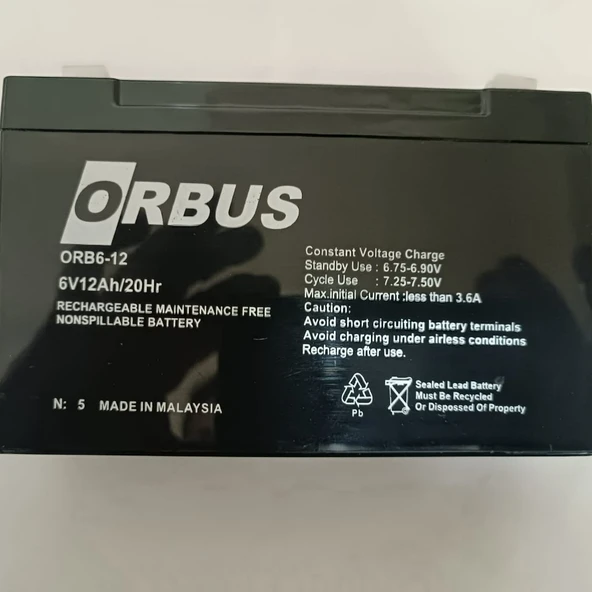 ORBUS
ORB6-12
6V12Ah/20Hr
RECHARGEABLE MAINTENANCE FREE
NONSPILLABLE BATTERY
N: 5 MADE IN MALAYSIA
Constant Voltage Charge
Standby Use : 6.75-6.90V
Cycle Use : 7.25-7.50V
Max.initial Current :less than 3.6A
Caution:
Avoid short circuiting battery terminals
Avoid charging under airless conditions
Recharge after use.
Pb
Sealed Lead Battery
Must Be Recycled
Or Dispossed Of Property